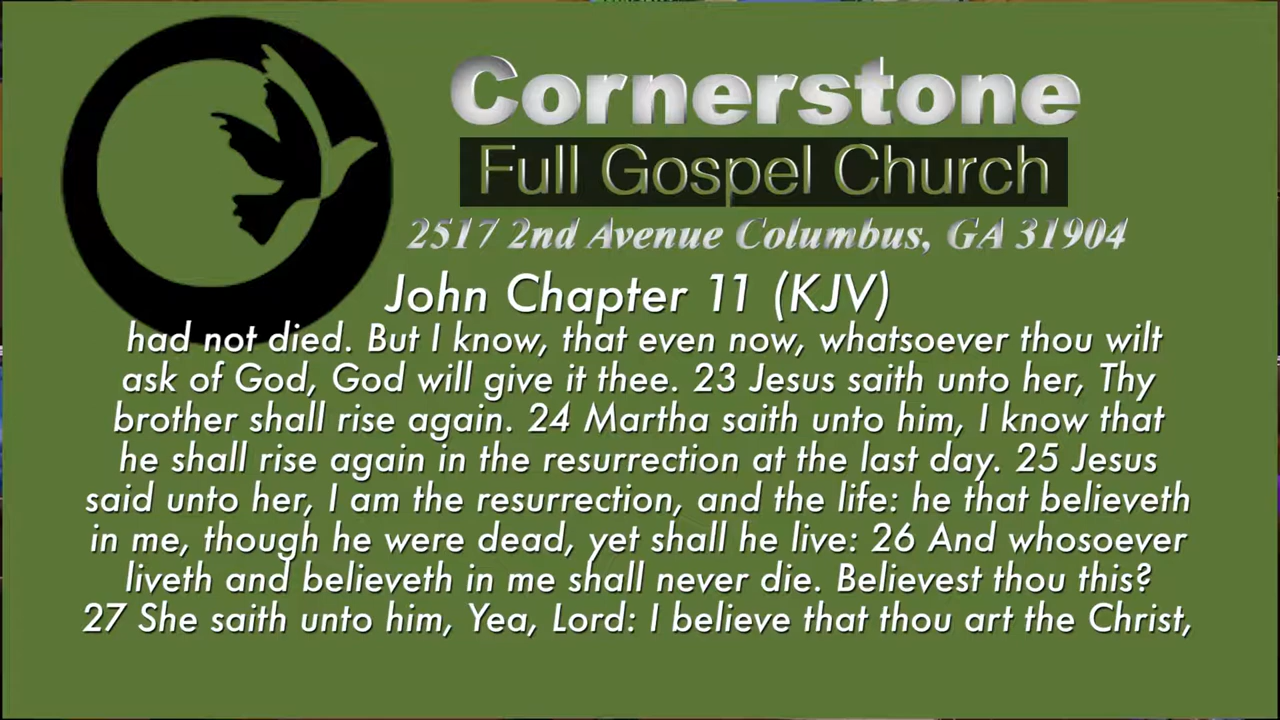 Cornerstone
Full Gospel Church
2517 2nd Avenue Columbus, GA 31904
John Chapter 11 (KJV)
had not died. But I know, that even now, whatsoever thou wilt
ask of God, God will give it thee. 23 Jesus saith unto her, Thy
brother shall rise again. 24 Martha saith unto him, I know that
he shall rise again in the resurrection at the last day. 25 Jesus
said unto her, I am the resurrection, and the life: he that believeth
in me, though he were dead, yet shall he live: 26 And whosoever
liveth and believeth in me shall never die. Believest thou this?
27 She saith unto him, Yea, Lord: I believe that thou art the Christ,